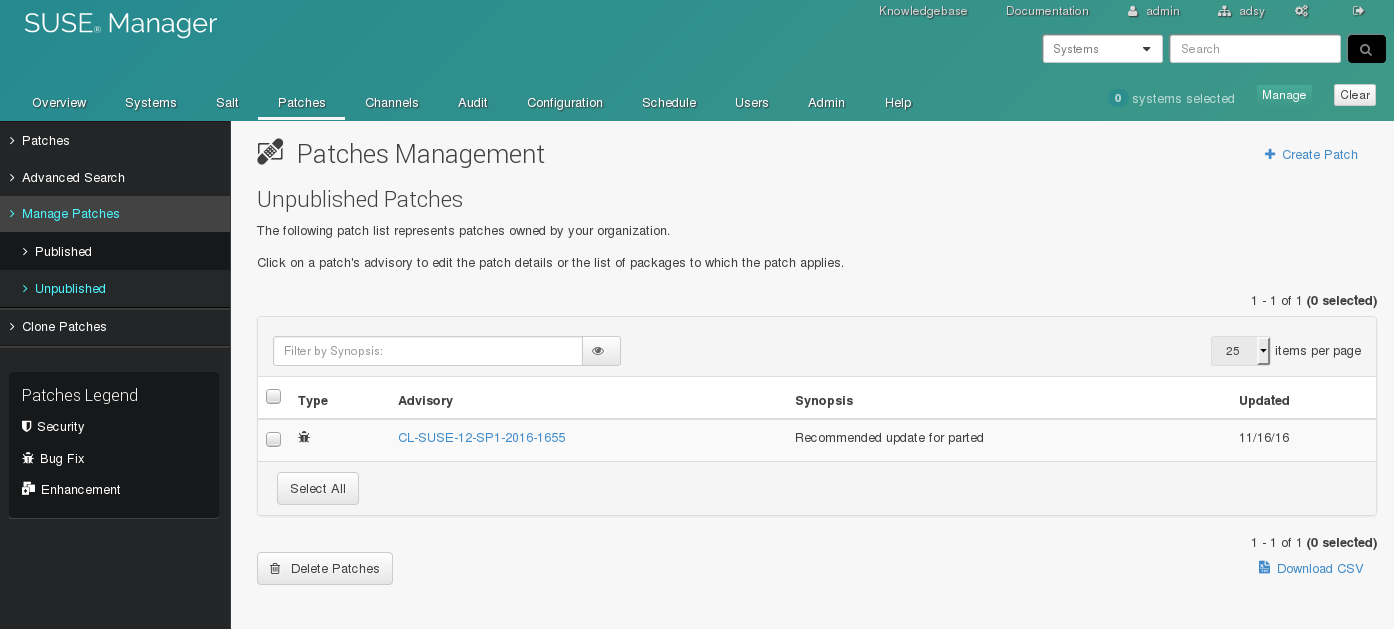 SUSE® Manager
Knowledgebase Documentation admin adsy
Systems Search
Overview Systems Salt Patches Channels Audit Configuration Schedule Users Admin Help
0 systems selected Manage Clear
Patches
Advanced Search
Manage Patches
Published
Unpublished
Clone Patches
Patches Legend
Security
Bug Fix
Enhancement
Patches Management
Create Patch
Unpublished Patches
The following patch list represents patches owned by your organization.
Click on a patch's advisory to edit the patch details or the list of packages to which the patch applies.
1 - 1 of 1 (0 selected)
Filter by Synopsis: 25 items per page
Type Advisory Synopsis Updated
CL-SUSE-12-SP1-2016-1655 Recommended update for parted 11/16/16
Select All
1 - 1 of 1 (0 selected)
Delete Patches Download CSV